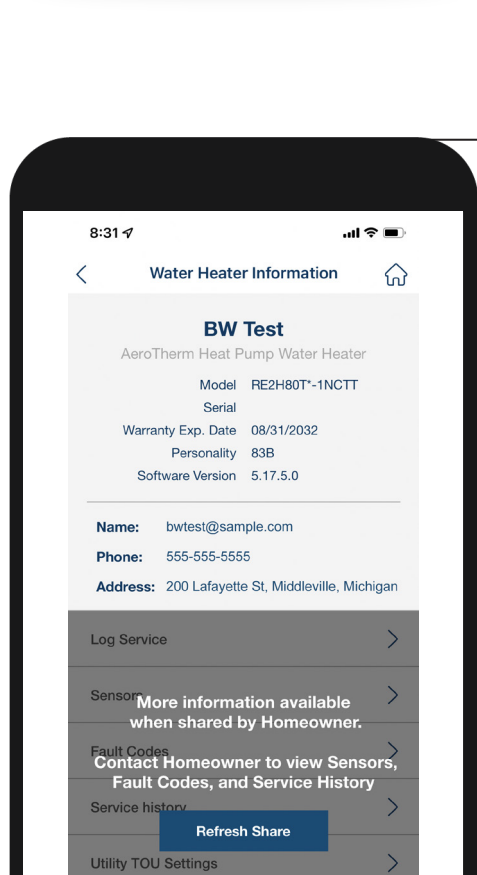 8:31
Water Heater Information
BW Test
AeroTherm Heat Pump Water Heater
Model RE2H80T*-1NCTT
Serial
Warranty Exp. Date 08/31/2032
Personality 83B
Software Version 5.17.5.0
Name: bwtest@sample.com
Phone: 555-555-5555
Address: 200 Lafayette St, Middleville, Michigan
Log Service
Sensors
More information available
when shared by Homeowner.
Fault Codes
Contact Homeowner to view Sensors,
Fault Codes, and Service History
Service history
Refresh Share
Utility TOU Settings